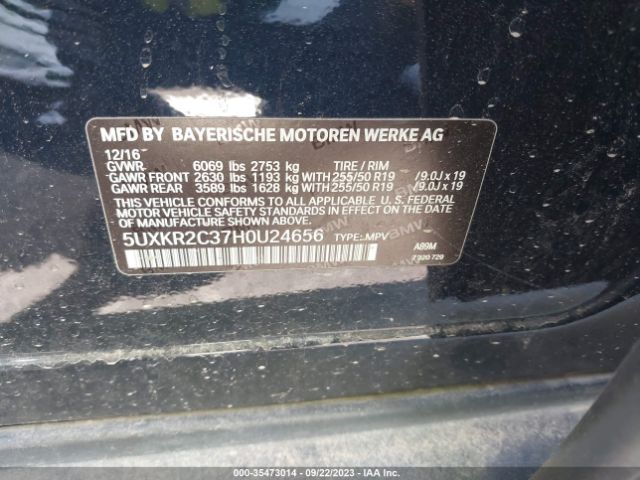 MFD BY BAYERISCHE MOTOREN WERKE AG
12/16
GVWR 6069 lbs 2753 kg TIRE / RIM
GAWR FRONT 2630 lbs 1193 kg WITH 255/50 R19 /9.0J x 19
GAWR REAR 3589 lbs 1628 kg WITH 255/50 R19 /9.0J x 19
THIS VEHICLE CONFORMS TO ALL APPLICABLE U. S. FEDERAL
MOTOR VEHICLE SAFETY STANDARDS IN EFFECT ON THE DATE
OF MANUFACTURE SHOWN ABOVE.
5UXKR2C37H0U24656 TYPE: MPV
A89M
7 320 729
000-35473014 - 09/22/2023 - IAA Inc.